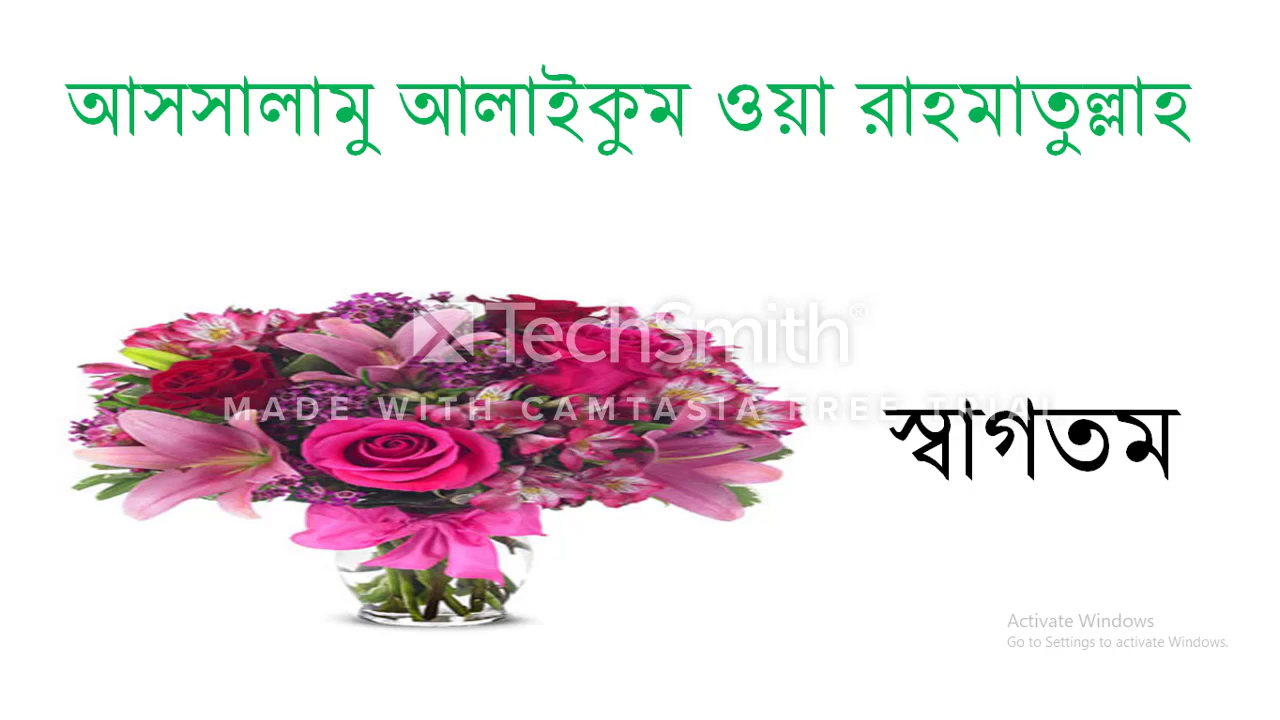 আসসালামু আলাইকুম ওয়া রাহমাতুল্লাহ
TechSmith®
MADE WITH CAMTASIA FREE TRIAL
স্বাগতম
Activate Windows
Go to Settings to activate Windows.